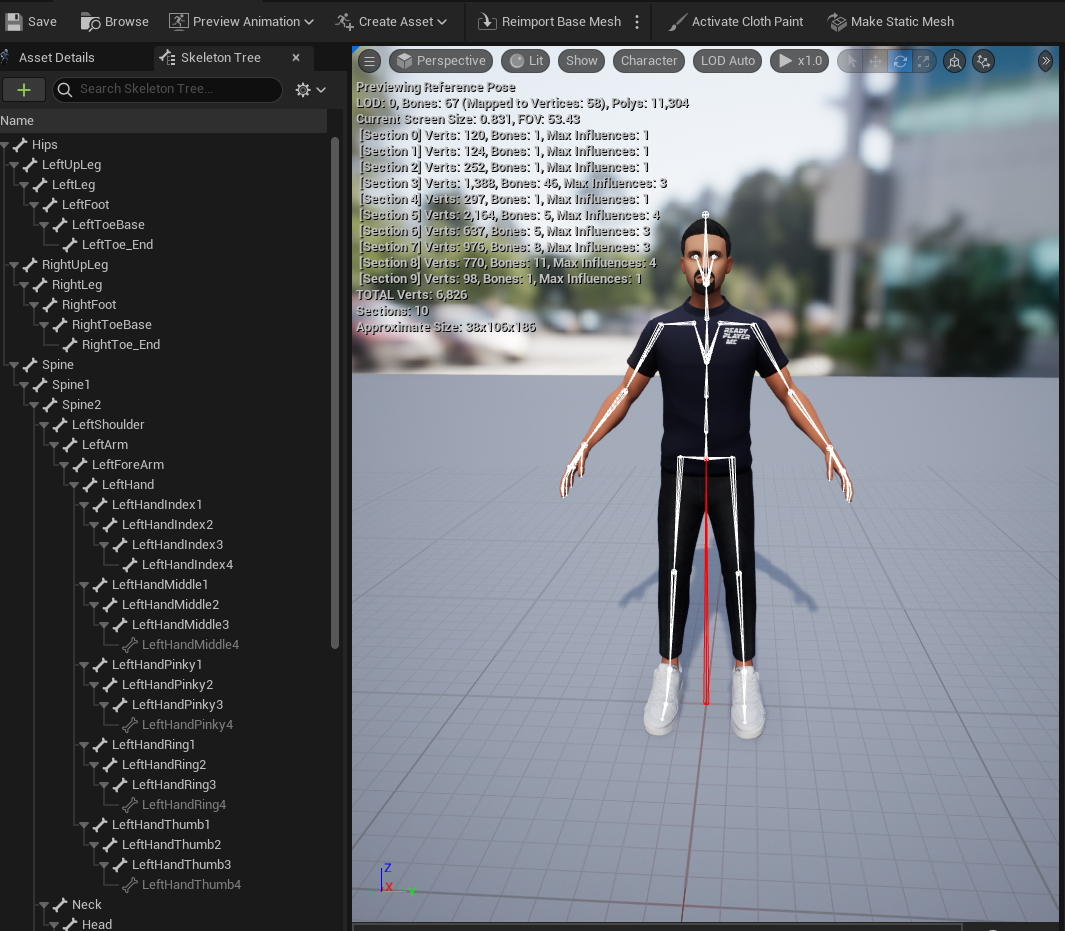 Save
Browse
Preview Animation
Create Asset
Reimport Base Mesh
Activate Cloth Paint
Make Static Mesh
Asset Details
Skeleton Tree
Search Skeleton Tree...
Name
Hips
LeftUpLeg
LeftLeg
LeftFoot
LeftToeBase
LeftToe_End
RightUpLeg
RightLeg
RightFoot
RightToeBase
RightToe_End
Spine
Spine1
Spine2
LeftShoulder
LeftArm
LeftForeArm
LeftHand
LeftHandIndex1
LeftHandIndex2
LeftHandIndex3
LeftHandIndex4
LeftHandMiddle1
LeftHandMiddle2
LeftHandMiddle3
LeftHandMiddle4
LeftHandPinky1
LeftHandPinky2
LeftHandPinky3
LeftHandPinky4
LeftHandRing1
LeftHandRing2
LeftHandRing3
LeftHandRing4
LeftHandThumb1
LeftHandThumb2
LeftHandThumb3
LeftHandThumb4
Neck
Head
Perspective
Lit
Show
Character
LOD Auto
x1.0
Previewing Reference Pose
LOD: 0, Bones: 67 (Mapped to Vertices: 58), Polys: 11,304
Current Screen Size: 0.831, FOV: 53.43
[Section 0] Verts: 120, Bones: 1, Max Influences: 1
[Section 1] Verts: 124, Bones: 1, Max Influences: 1
[Section 2] Verts: 252, Bones: 1, Max Influences: 1
[Section 3] Verts: 1,388, Bones: 46, Max Influences: 3
[Section 4] Verts: 297, Bones: 1, Max Influences: 1
[Section 5] Verts: 2,164, Bones: 5, Max Influences: 4
[Section 6] Verts: 637, Bones: 5, Max Influences: 3
[Section 7] Verts: 976, Bones: 8, Max Influences: 3
[Section 8] Verts: 770, Bones: 11, Max Influences: 4
[Section 9] Verts: 98, Bones: 1, Max Influences: 1
TOTAL Verts: 6,826
Sections: 10
Approximate Size: 38x106x186
READY
PLAYER
ME
Z
X
Y